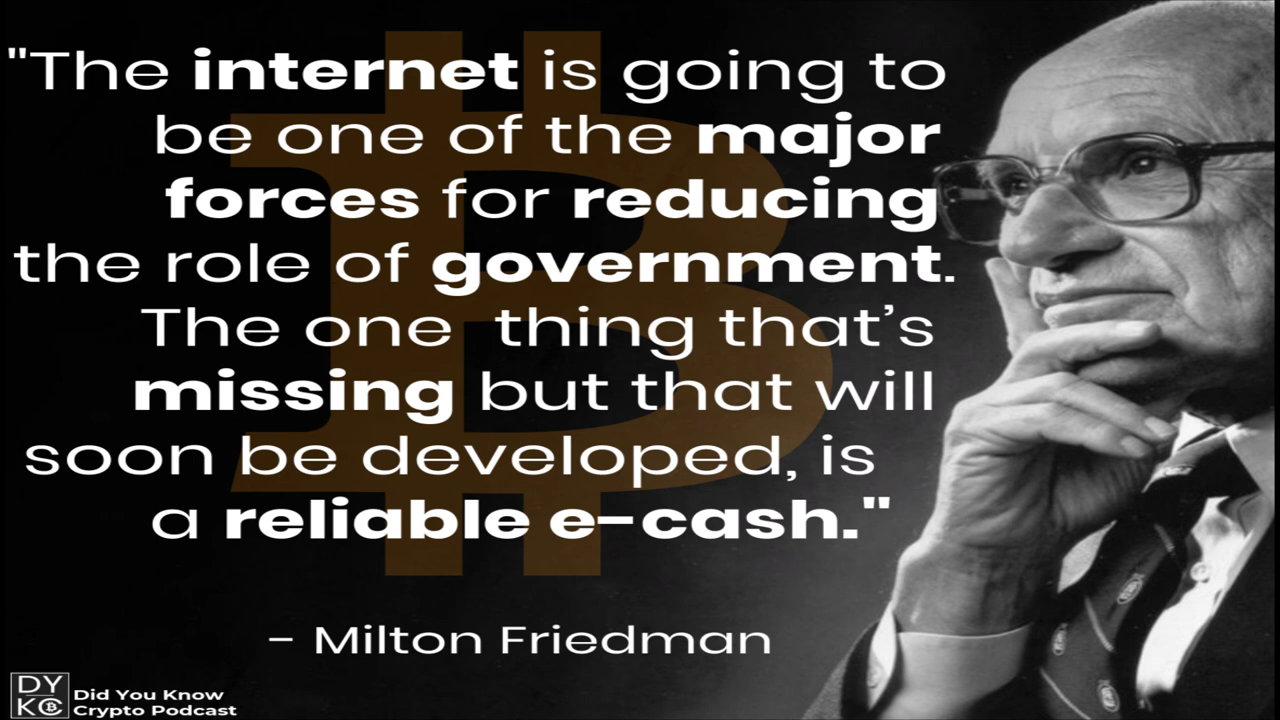 "The internet is going to
be one of the major
forces for reducing
the role of government.
The one thing that's
missing but that will
soon be developed, is
a reliable e-cash."
- Milton Friedman
DY
KC
Did You Know
Crypto Podcast